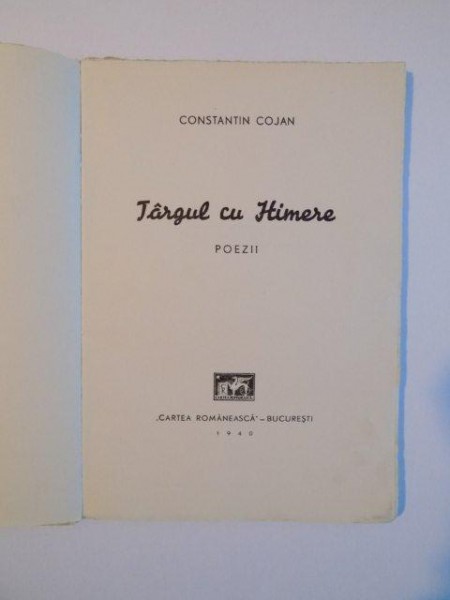 CONSTANTIN COJAN
Târgul cu Himere
POEZII
„CARTEA ROMÂNEASCĂ” – BUCUREȘTI
1940